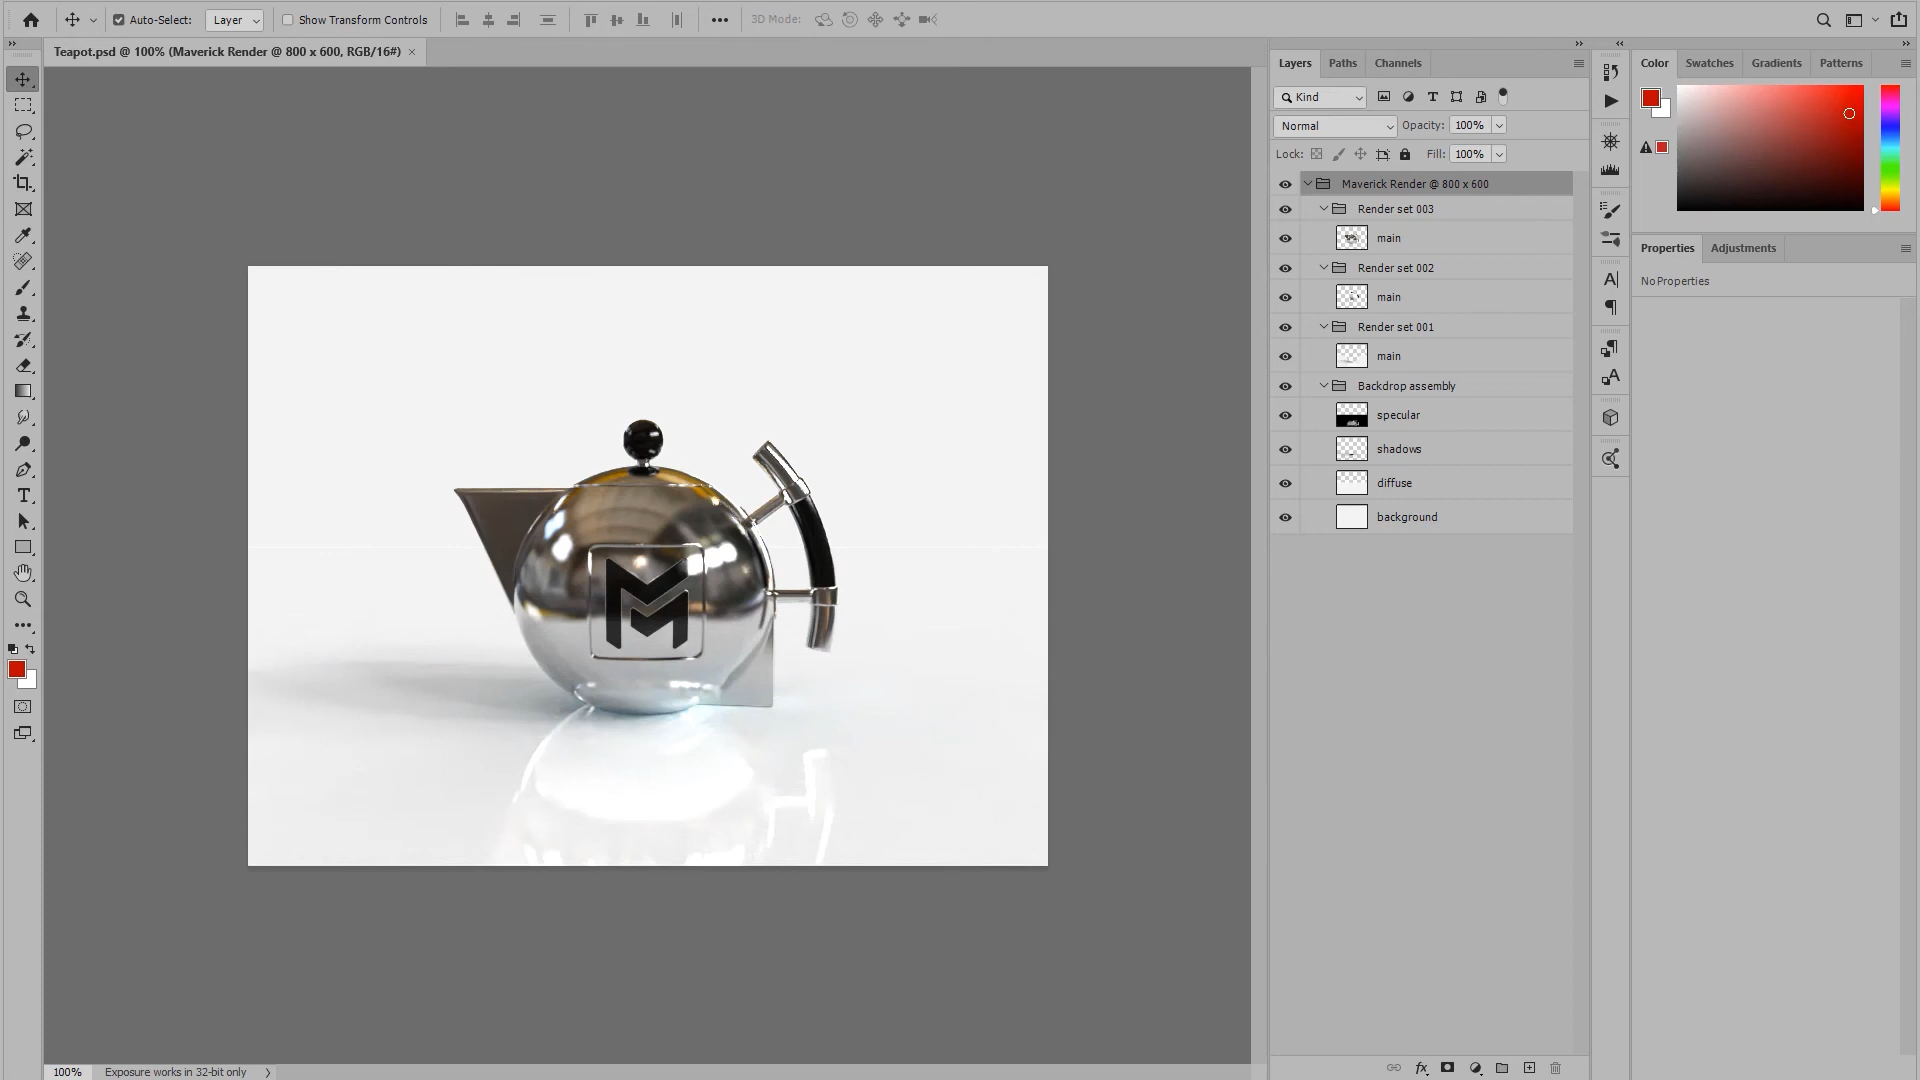 Auto-Select:
Layer
Show Transform Controls
3D Mode:
Teapot.psd @ 100% (Maverick Render @ 800 x 600, RGB/16#)
M
100%
Exposure works in 32-bit only
Layers
Paths
Channels
Kind
Normal
Opacity: 100%
Lock:
Fill: 100%
Maverick Render @ 800 x 600
Render set 003
main
Render set 002
main
Render set 001
main
Backdrop assembly
specular
shadows
diffuse
background
fx
Color
Swatches
Gradients
Patterns
Properties
Adjustments
No Properties